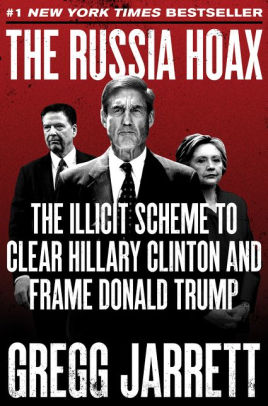 #1 NEW YORK TIMES BESTSELLER
THE RUSSIA HOAX
THE ILLICIT SCHEME TO
CLEAR HILLARY CLINTON AND
FRAME DONALD TRUMP
GREGG JARRETT